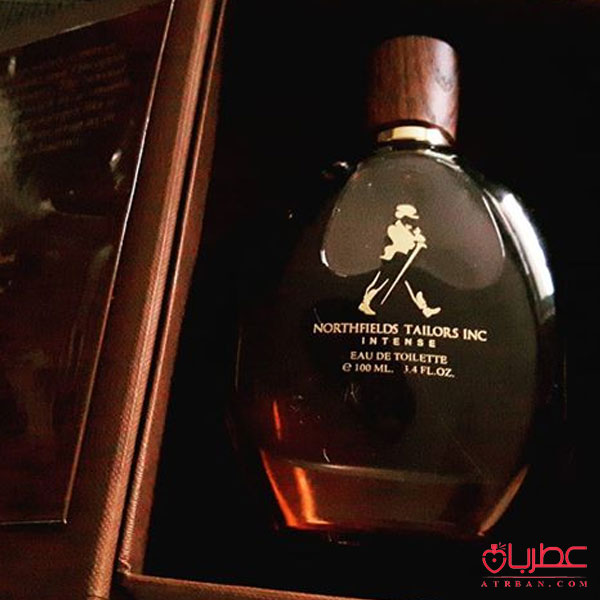 NORTHFIELDS TAILORS INC
INTENSE
EAU DE TOILETTE
℮ 100 ML. 3.4 FL.OZ.
عطربان
ATRBAN.COM